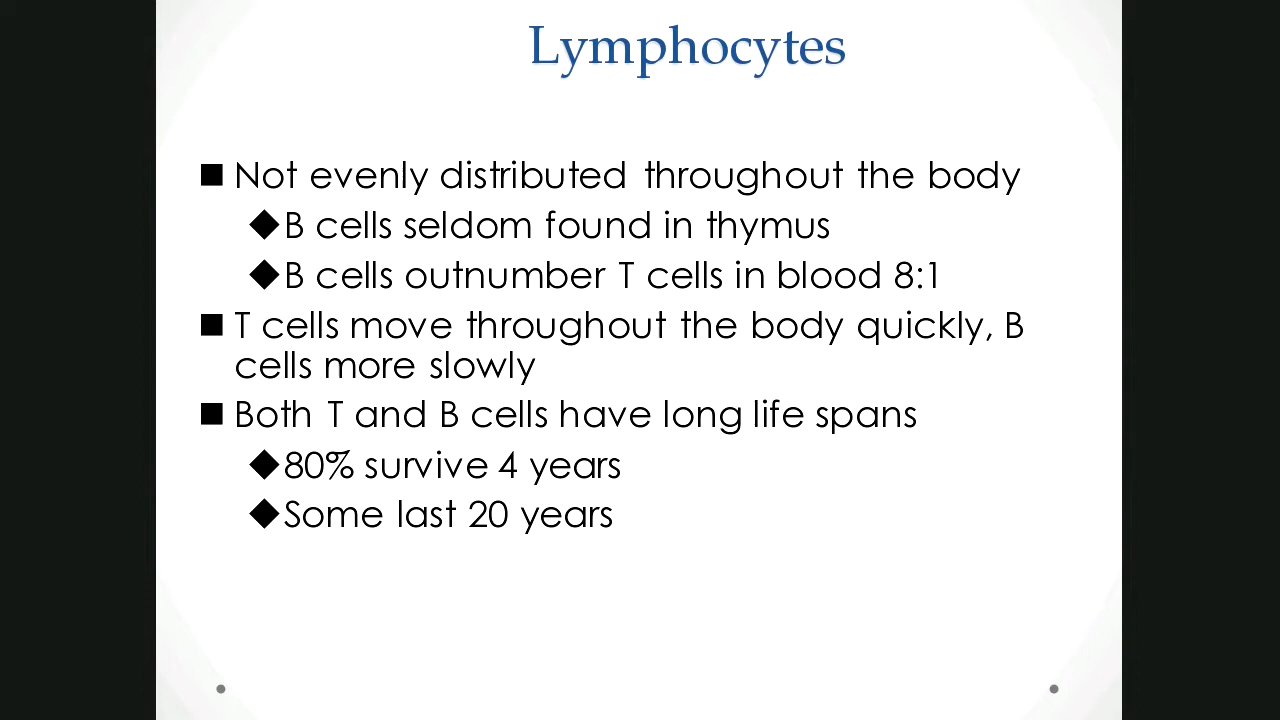 Lymphocytes
■ Not evenly distributed throughout the body
◆B cells seldom found in thymus
◆B cells outnumber T cells in blood 8:1
■ T cells move throughout the body quickly, B
cells more slowly
■ Both T and B cells have long life spans
◆80% survive 4 years
◆Some last 20 years